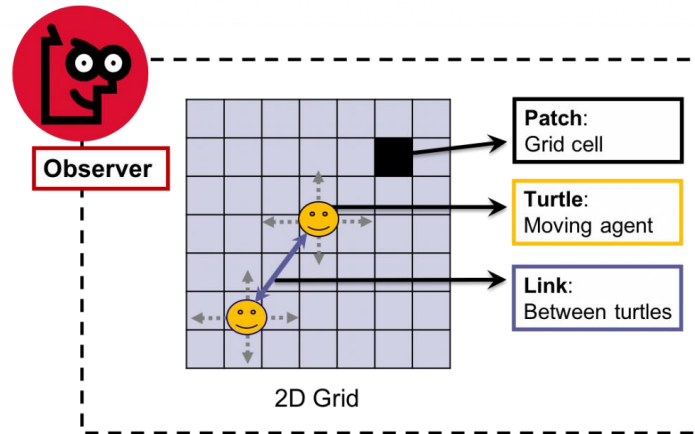 Observer
Patch:
Grid cell
Turtle:
Moving agent
Link:
Between turtles
2D Grid